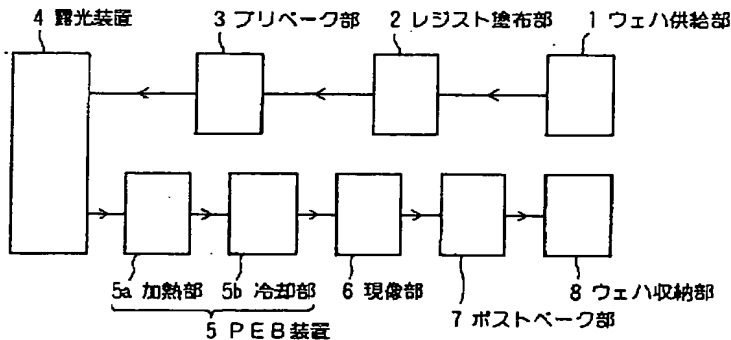 4 露光装置
3 プリベーク部
2 レジスト塗布部
1 ウェハ供給部
5a 加熱部
5b 冷却部
6 現像部
7 ポストベーク部
8 ウェハ収納部
5 PEB装置